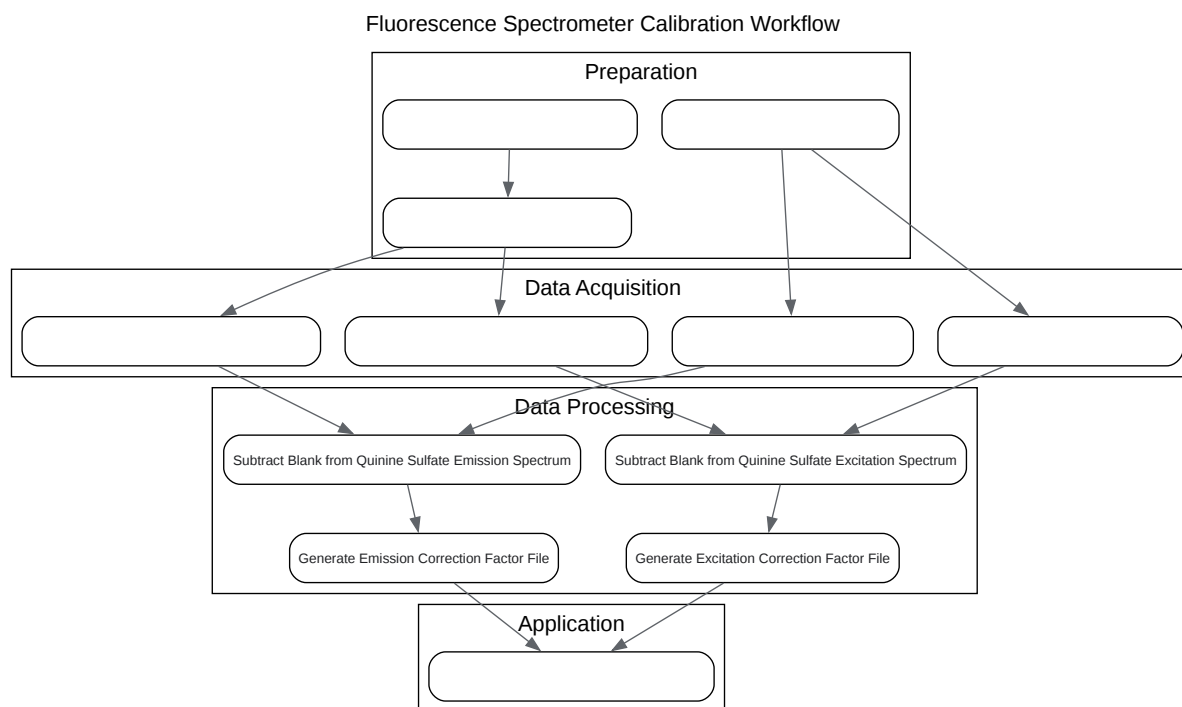 Fluorescence Spectrometer Calibration Workflow
Preparation
Data Acquisition
Data Processing
Subtract Blank from Quinine Sulfate Emission Spectrum
Subtract Blank from Quinine Sulfate Excitation Spectrum
Generate Emission Correction Factor File
Generate Excitation Correction Factor File
Application